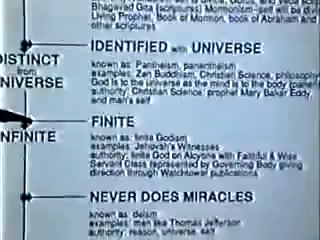 Bhagavad Gita (scriptures) Mormonism-self will be divine
Living Prophet, Book of Mormon, book of Abraham and
other scriptures
IDENTIFIED with UNIVERSE
DISTINCT
from
UNIVERSE
known as: Pantheism, panentheism
examples: Zen Buddhism, Christian Science, philosophy
God is to the universe as the mind is to the body
authority: Christian Science: prophet Mary Baker Eddy,
and man's self
FINITE
NFINITE
known as: finite Godism
examples: Jehovah's Witnesses
authority: finite God on Alcyone with Faithful & Wise
Servant Class represented by Governing Body giving
direction through Watchtower publications
NEVER DOES MIRACLES
known as: deism
examples: men like Thomas Jefferson
authority: reason, universe, self